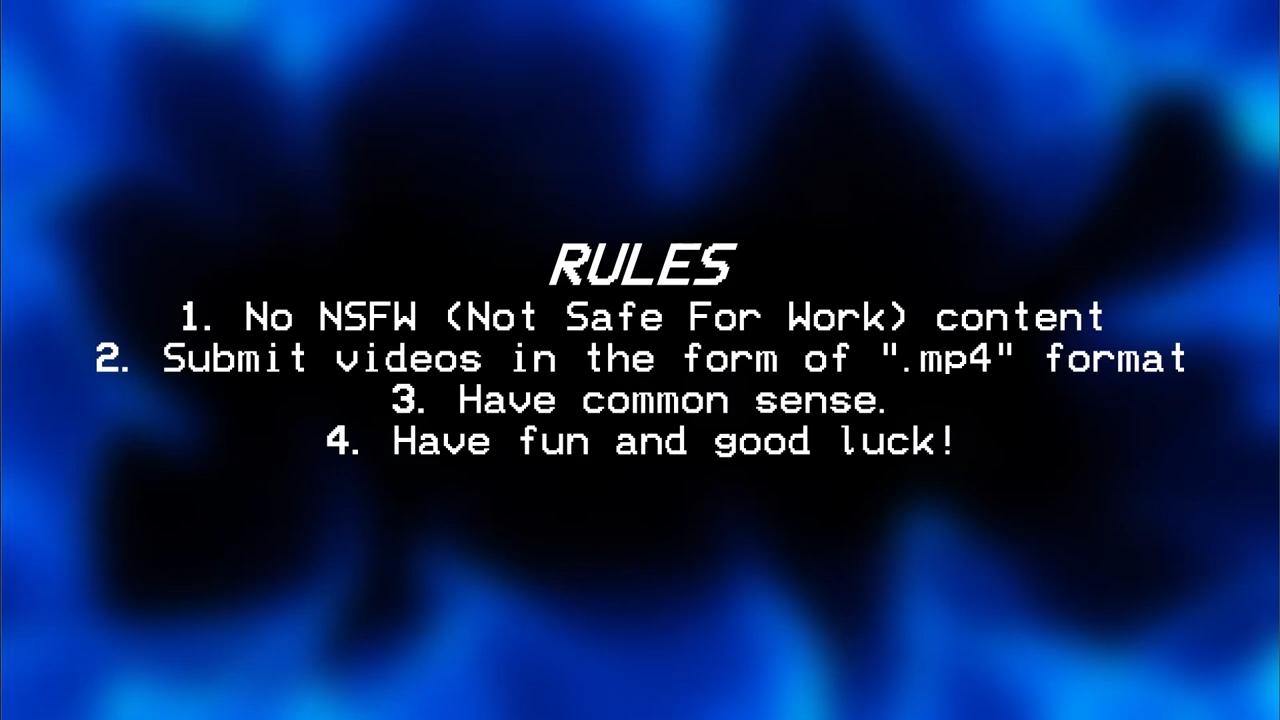 RULES
1. No NSFW (Not Safe For Work) content
2. Submit videos in the form of ".mp4" format
3. Have common sense.
4. Have fun and good luck!